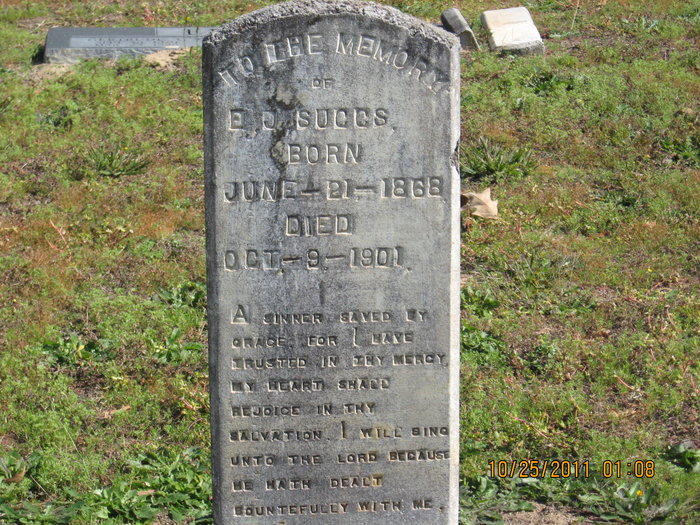 TO THE MEMORY
OF
E. J. SUGGS.
BORN
JUNE-21-1868
DIED
OCT.-9-1901.
A SINNER SAVED BY
GRACE, FOR I HAVE
TRUSTED IN THY MERCY,
MY HEART SHALL
REJOICE IN THY
SALVATION. I WILL SING
UNTO THE LORD BECAUSE
HE HATH DEALT
BOUNTEFULLY WITH ME.
10/25/2011 01:08